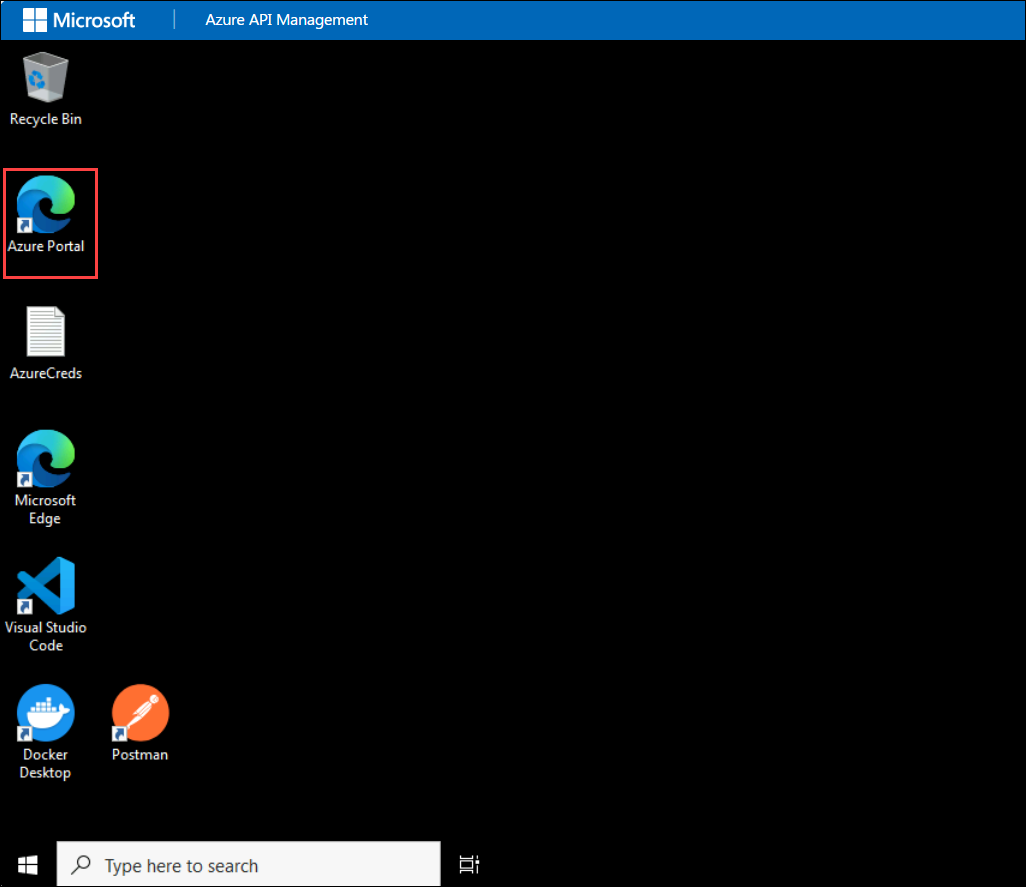 Microsoft
Azure API Management
Recycle Bin
Azure Portal
AzureCreds
Microsoft
Edge
Visual Studio
Code
Docker
Desktop
Postman
Type here to search